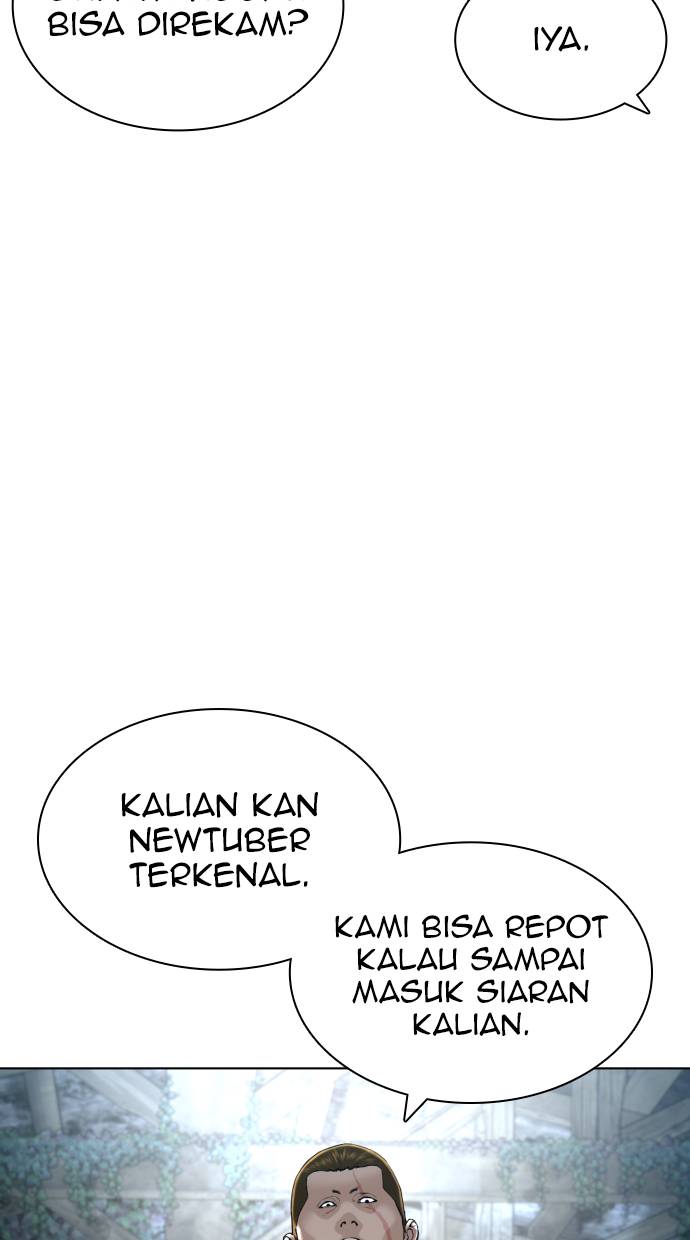 BISA DIREKAM?
IYA.
KALIAN KAN
NEWTUBER
TERKENAL.
KAMI BISA REPOT
KALAU SAMPAI
MASUK SIARAN
KALIAN.